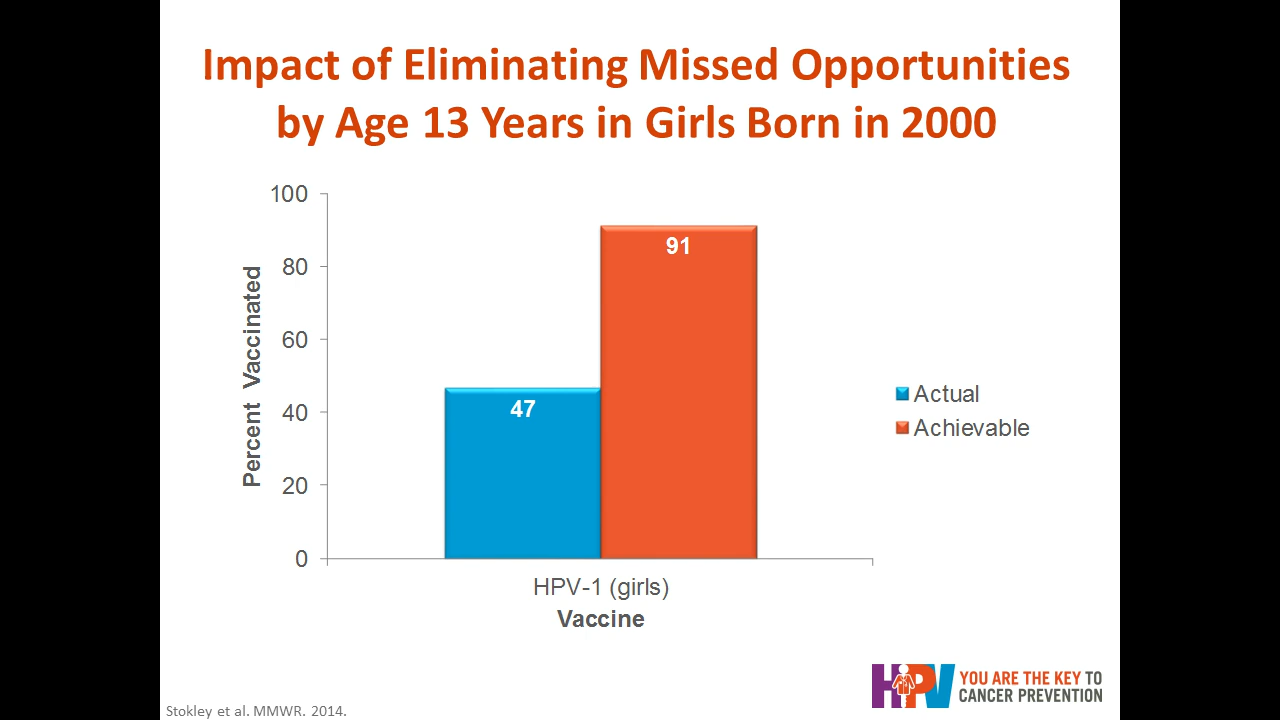 Impact of Eliminating Missed Opportunities
by Age 13 Years in Girls Born in 2000
100
80
60
40
20
0
Percent Vaccinated
47
91
Actual
Achievable
HPV-1 (girls)
Vaccine
HPV
YOU ARE THE KEY TO
CANCER PREVENTION
Stokley et al. MMWR. 2014.